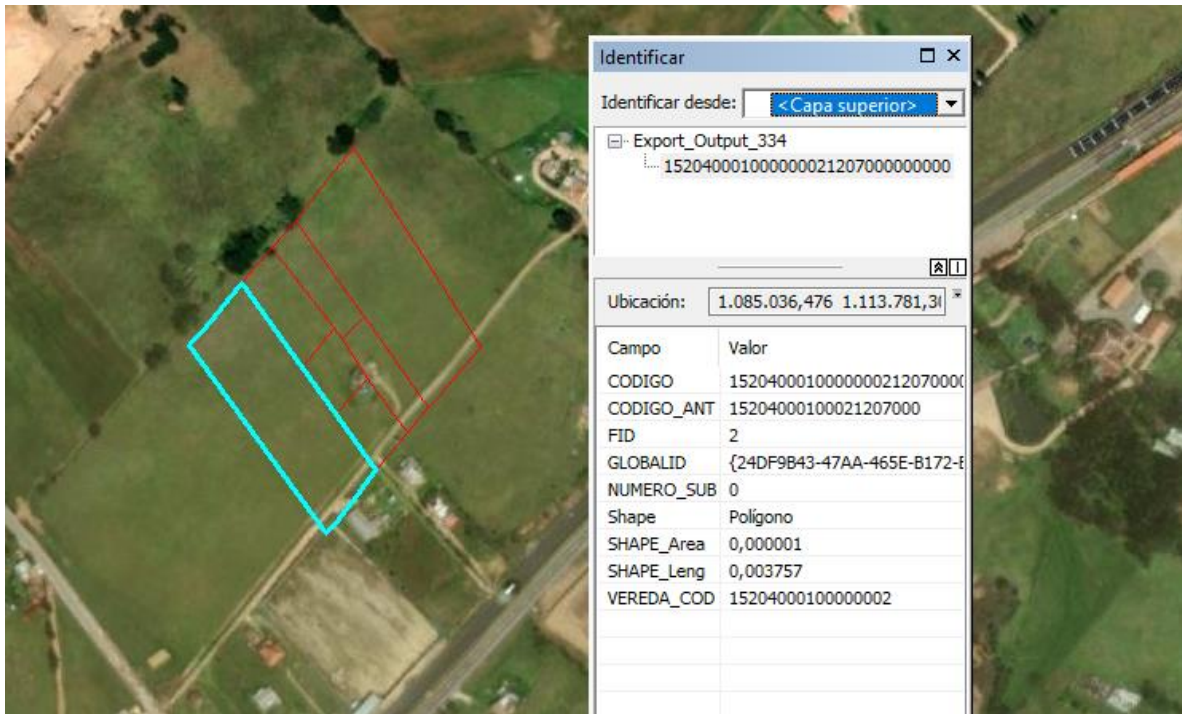 Identificar
Identificar desde: <Capa superior>
Export_Output_334
152040001000000021207000000000
Ubicación: 1.085.036,476 1.113.781,3
Campo Valor
CODIGO 1520400010000000212070000
CODIGO_ANT 15204000100021207000
FID 2
GLOBALID {24DF9B43-47AA-465E-B172-E
NUMERO_SUB 0
Shape Polígono
SHAPE_Area 0,000001
SHAPE_Leng 0,003757
VEREDA_COD 15204000100000002